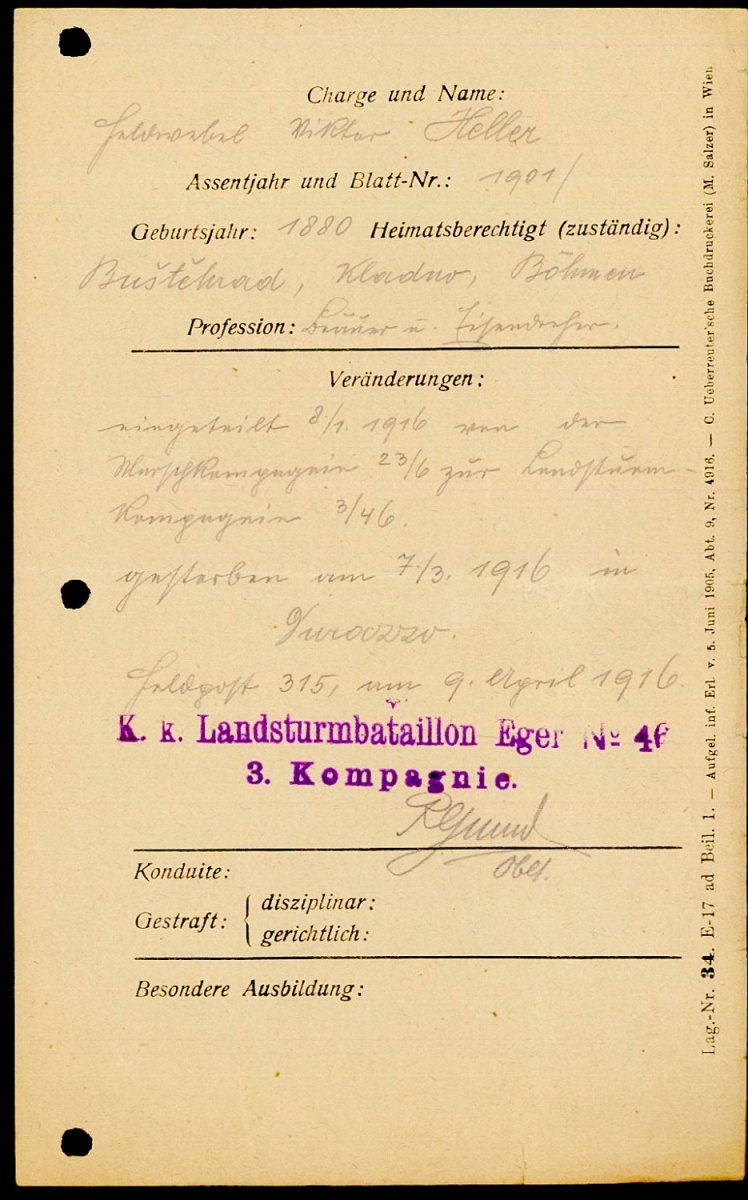 Charge und Name:
Feldwebel Viktor Heller
Assentjahr und Blatt-Nr.: 1901/
Geburtsjahr: 1880 Heimatsberechtigt (zuständig):
Buštěhrad, Kladno, Böhmen
Profession: u. Eisendreher.
Veränderungen:
eingeteilt 8/1. 1916 von der
Marschkompagnie 23/6 zur Landsturm-
kompagnie 3/46.
gestorben am 7./3. 1916 in
Durazzo.
Feldpost 315, am 9. April 1916.
K. k. Landsturmbataillon Eger No 46
3. Kompagnie.
Oblt.
Konduite:
Gestraft: { disziplinar:
gerichtlich:
Besondere Ausbildung:
Lag.-Nr. 34. E-17 ad Beil. 1. — Aufgel. inf. Erl. v. 5. Juni 1905, Abt. 9, Nr. 4916. — C. Ueberreuter'sche Buchdruckerei (M. Salzer) in Wien